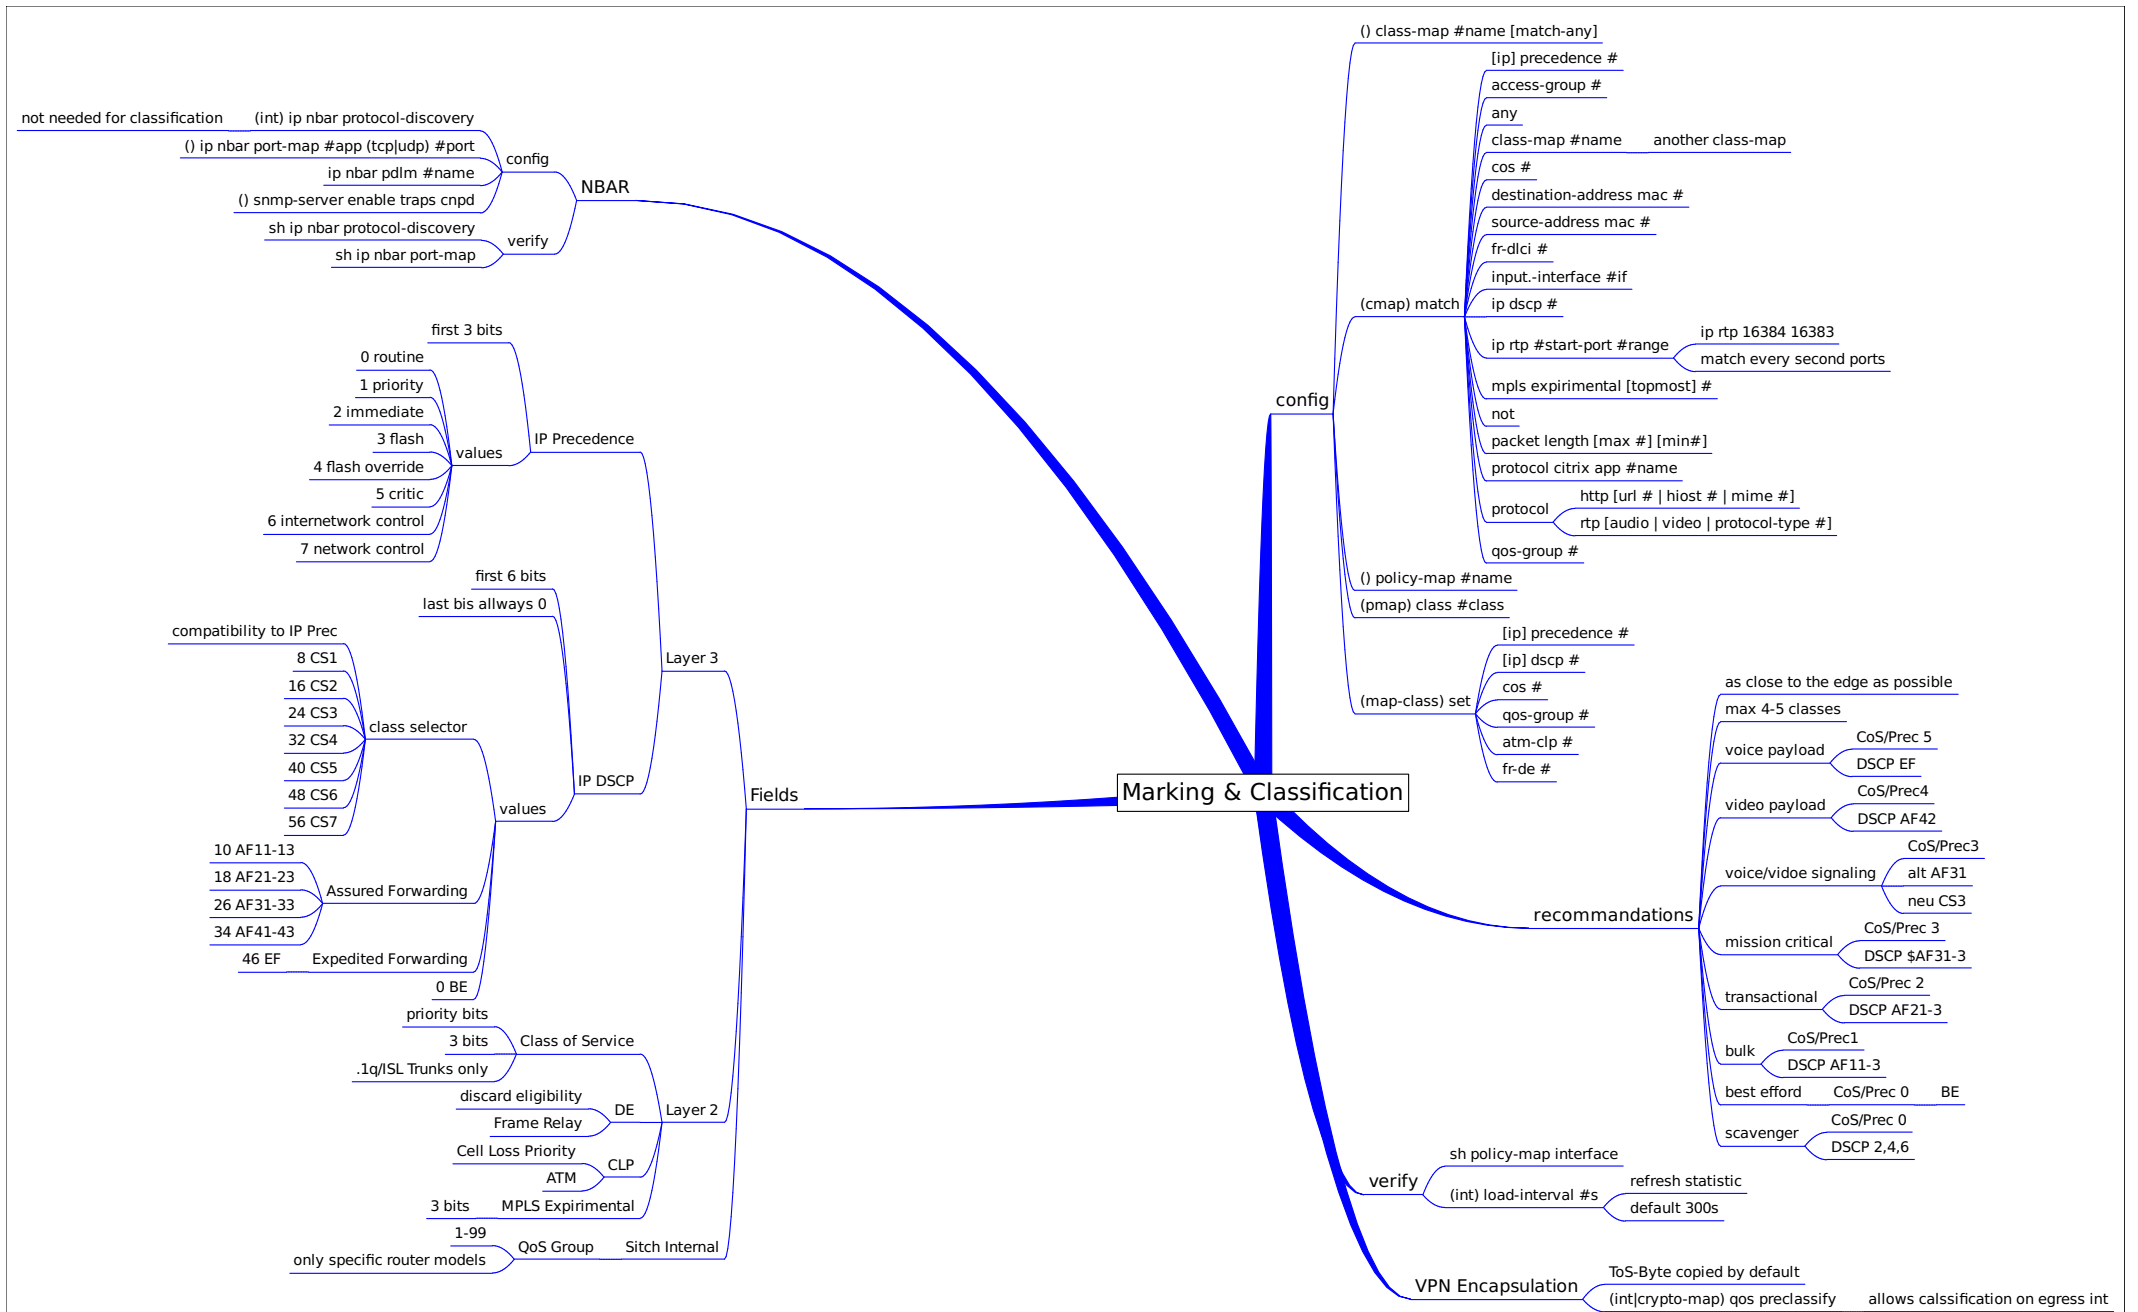 Marking & Classification
NBAR
config
(int) ip nbar protocol-discovery
not needed for classification
() ip nbar port-map #app (tcp|udp) #port
ip nbar pdlm #name
() snmp-server enable traps cnpd
verify
sh ip nbar protocol-discovery
sh ip nbar port-map
Fields
Layer 3
IP Precedence
first 3 bits
values
0 routine
1 priority
2 immediate
3 flash
4 flash override
5 critic
6 internetwork control
7 network control
IP DSCP
first 6 bits
last bis allways 0
values
class selector
compatibility to IP Prec
8 CS1
16 CS2
24 CS3
32 CS4
40 CS5
48 CS6
56 CS7
Assured Forwarding
10 AF11-13
18 AF21-23
26 AF31-33
34 AF41-43
Expedited Forwarding
46 EF
0 BE
Layer 2
Class of Service
priority bits
3 bits
.1q/ISL Trunks only
DE
discard eligibility
Frame Relay
CLP
Cell Loss Priority
ATM
MPLS Expirimental
3 bits
Sitch Internal
QoS Group
1-99
only specific router models
config
() class-map #name [match-any]
(cmap) match
[ip] precedence #
access-group #
any
class-map #name
another class-map
cos #
destination-address mac #
source-address mac #
fr-dlci #
input.-interface #if
ip dscp #
ip rtp #start-port #range
ip rtp 16384 16383
match every second ports
mpls expirimental [topmost] #
not
packet length [max #] [min#]
protocol citrix app #name
protocol
http [url # | hiost # | mime #]
rtp [audio | video | protocol-type #]
qos-group #
() policy-map #name
(pmap) class #class
(map-class) set
[ip] precedence #
[ip] dscp #
cos #
qos-group #
atm-clp #
fr-de #
recommandations
as close to the edge as possible
max 4-5 classes
voice payload
CoS/Prec 5
DSCP EF
video payload
CoS/Prec4
DSCP AF42
voice/vidoe signaling
CoS/Prec3
alt AF31
neu CS3
mission critical
CoS/Prec 3
DSCP $AF31-3
transactional
CoS/Prec 2
DSCP AF21-3
bulk
CoS/Prec1
DSCP AF11-3
best efford
CoS/Prec 0
BE
scavenger
CoS/Prec 0
DSCP 2,4,6
verify
sh policy-map interface
(int) load-interval #s
refresh statistic
default 300s
VPN Encapsulation
ToS-Byte copied by default
(int|crypto-map) qos preclassify
allows calssification on egress int